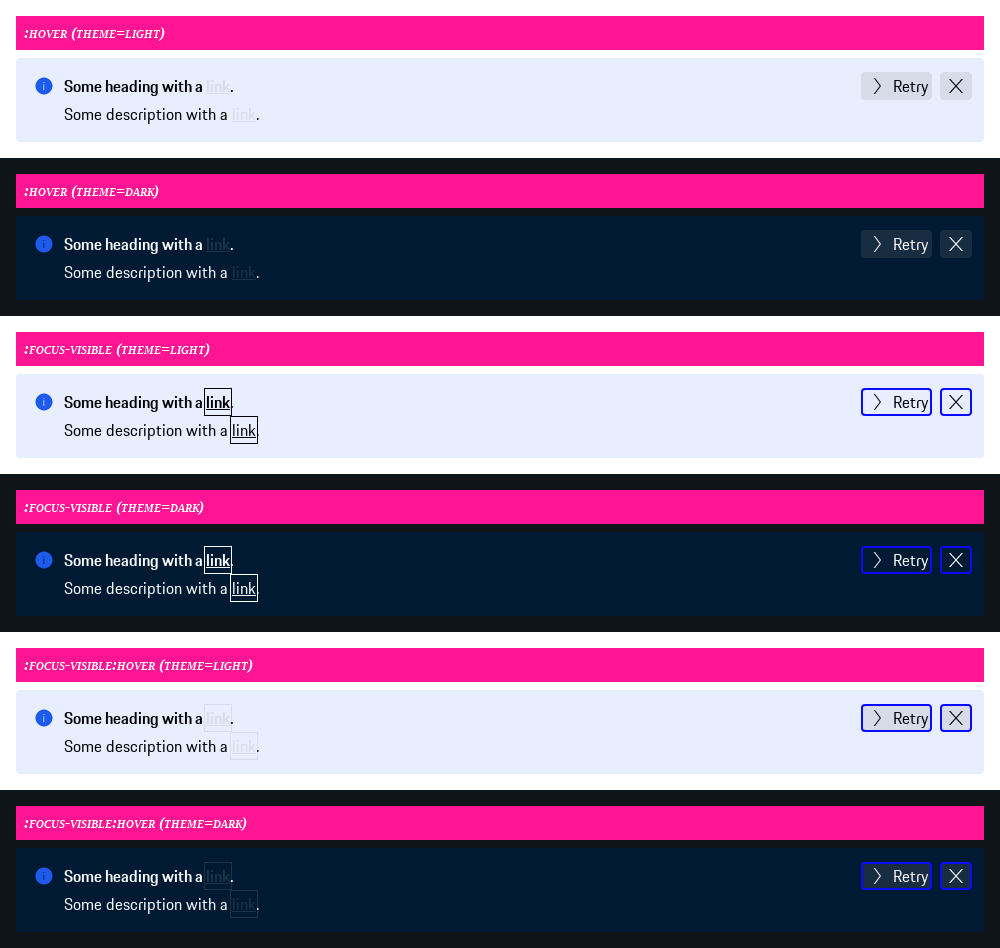 :HOVER (THEME=LIGHT)
Some heading with a link.
Retry
Some description with a link.
:HOVER (THEME=DARK)
Some heading with a link.
Retry
Some description with a link.
:FOCUS-VISIBLE (THEME=LIGHT)
Some heading with a link.
Retry
Some description with a link.
:FOCUS-VISIBLE (THEME=DARK)
Some heading with a link.
Retry
Some description with a link.
:FOCUS-VISIBLE:HOVER (THEME=LIGHT)
Some heading with a link.
Retry
Some description with a link.
:FOCUS-VISIBLE:HOVER (THEME=DARK)
Some heading with a link.
Retry
Some description with a link.